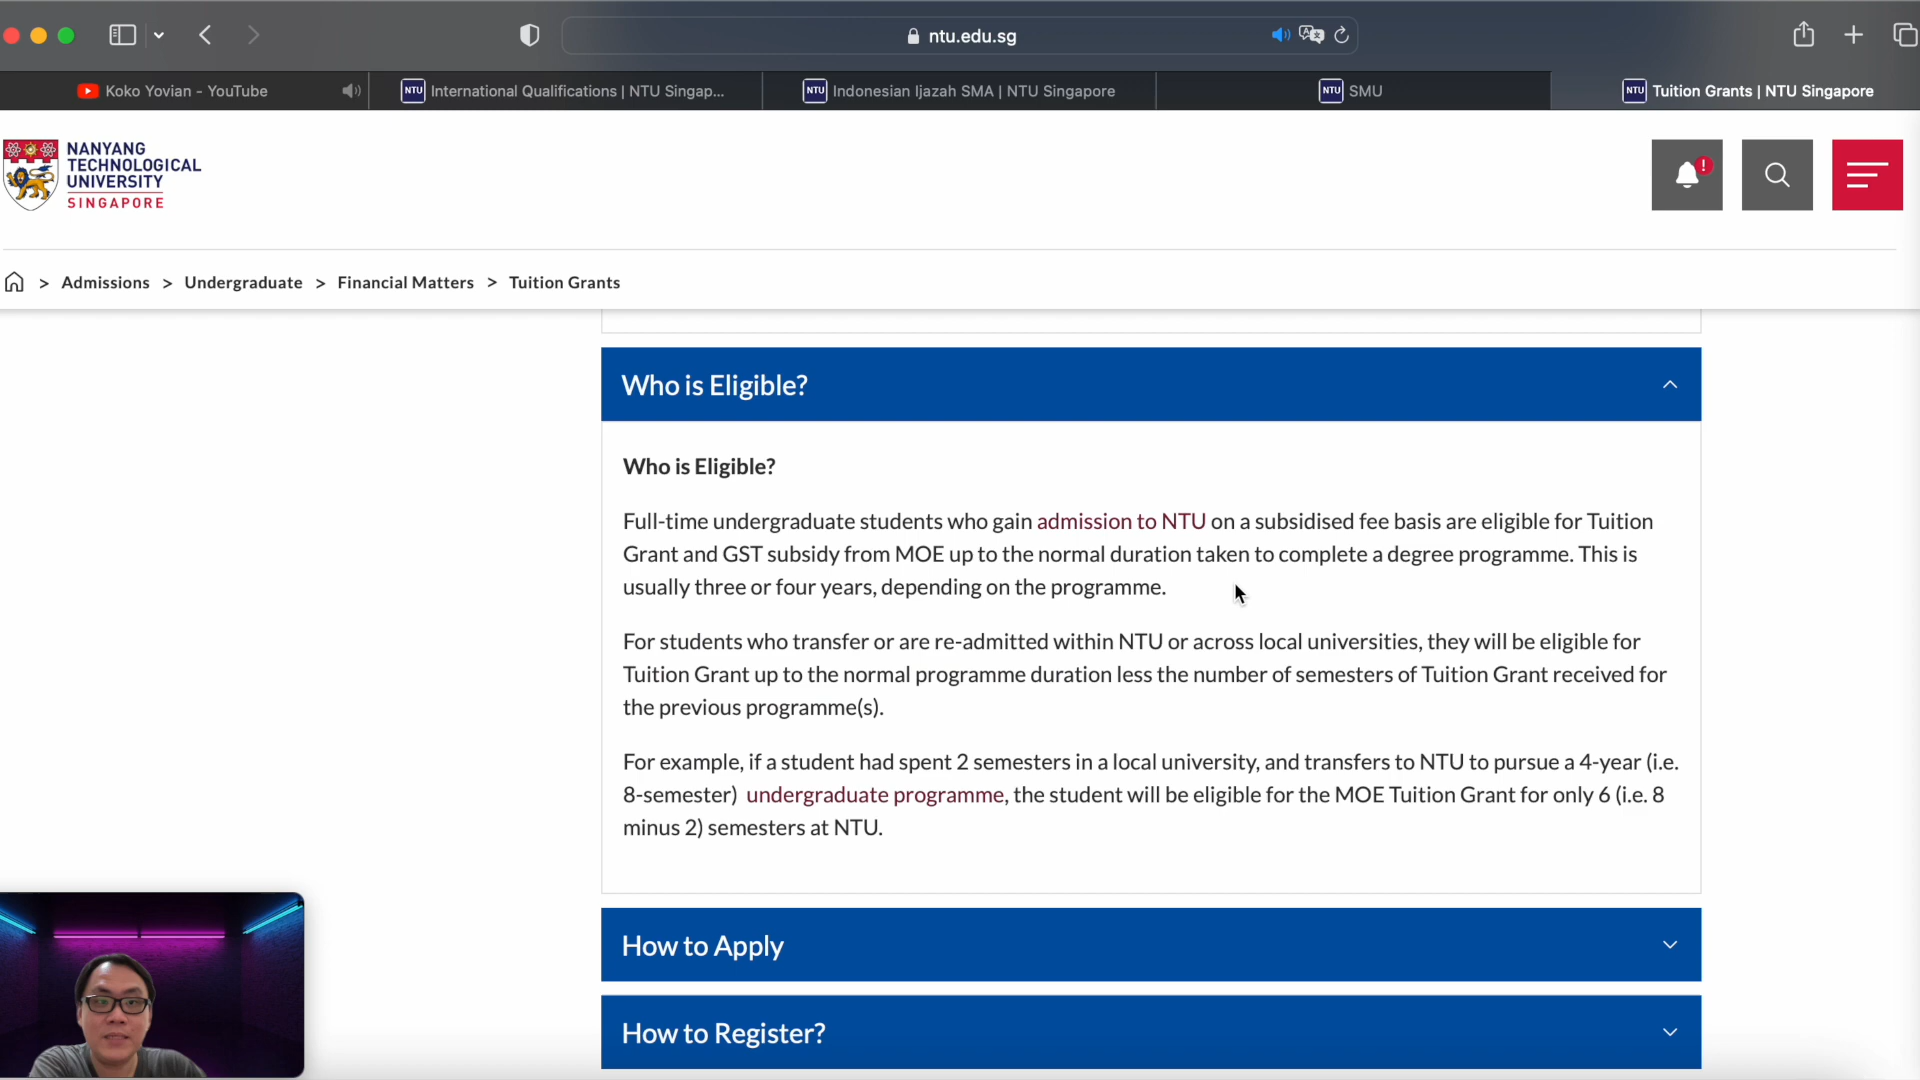 ntu.edu.sg
Koko Yovian - YouTube
NTU International Qualifications | NTU Singap...
NTU Indonesian Ijazah SMA | NTU Singapore
NTU SMU
NTU Tuition Grants | NTU Singapore
NANYANG
TECHNOLOGICAL
UNIVERSITY
SINGAPORE
> Admissions > Undergraduate > Financial Matters > Tuition Grants
Who is Eligible?
Who is Eligible?
Full-time undergraduate students who gain admission to NTU on a subsidised fee basis are eligible for Tuition
Grant and GST subsidy from MOE up to the normal duration taken to complete a degree programme. This is
usually three or four years, depending on the programme.
For students who transfer or are re-admitted within NTU or across local universities, they will be eligible for
Tuition Grant up to the normal programme duration less the number of semesters of Tuition Grant received for
the previous programme(s).
For example, if a student had spent 2 semesters in a local university, and transfers to NTU to pursue a 4-year (i.e.
8-semester) undergraduate programme, the student will be eligible for the MOE Tuition Grant for only 6 (i.e. 8
minus 2) semesters at NTU.
How to Apply
How to Register?